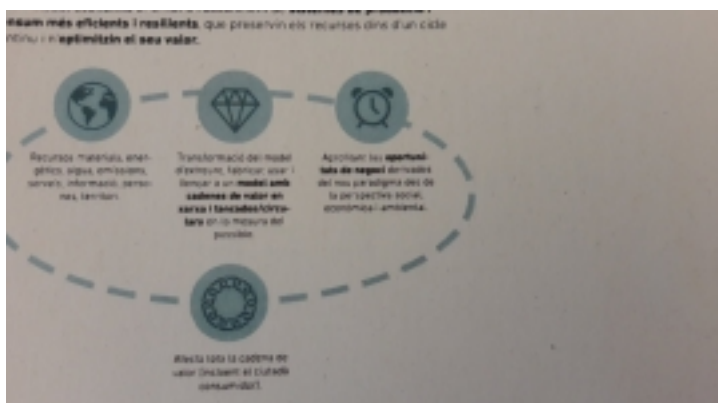 nsum més eficients i resilients, que preservin els recursos dins d'un cicle
ntinu i n'optimitzin el seu valor.
Recursos materials, ener-
gètics, aigua, emissions,
serveis, informació, perso-
nes, territori.
Transformació del model
d'extreure, fabricar, usar i
llençar a un model amb
cadenes de valor en
xarxa i tancades/circu-
lars en la mesura del
possible.
Aprofitant les oportuni-
tats de negoci derivades
del nou paradigma des de
la perspectiva social,
econòmica i ambiental.
Afecta tota la cadena de
valor (incloent el ciutadà
consumidor).